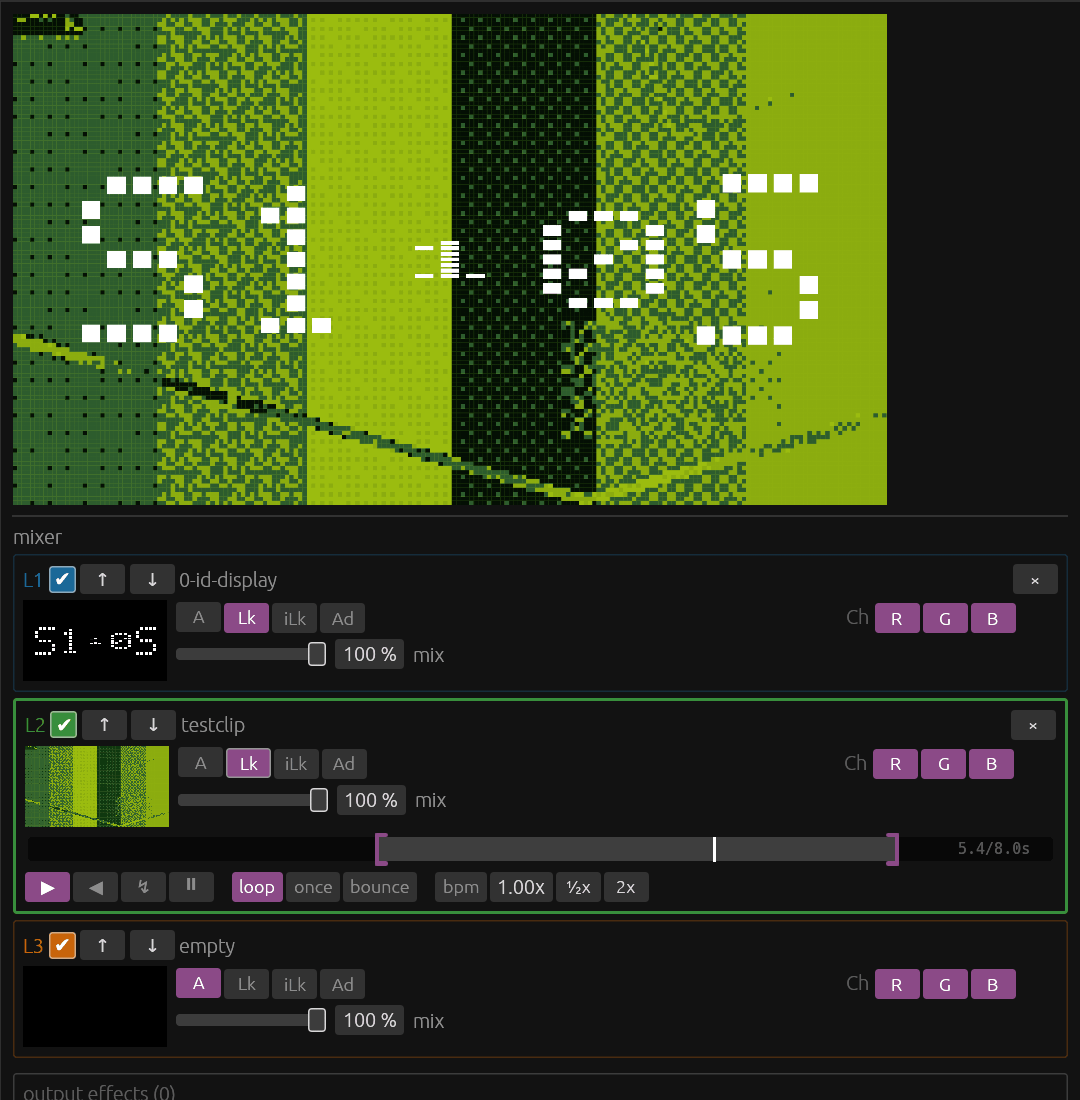 S1-05
mixer
L1 ✔ ↑ ↓ 0-id-display ×
S1-05 A Lk iLk Ad Ch R G B
100 % mix
L2 ✔ ↑ ↓ testclip ×
A Lk iLk Ad Ch R G B
100 % mix
5.4/8.0s
▶ ◀ ↯ ⏸ loop once bounce bpm 1.00x ½x 2x
L3 ✔ ↑ ↓ empty
A Lk iLk Ad Ch R G B
100 % mix
output effects (0)